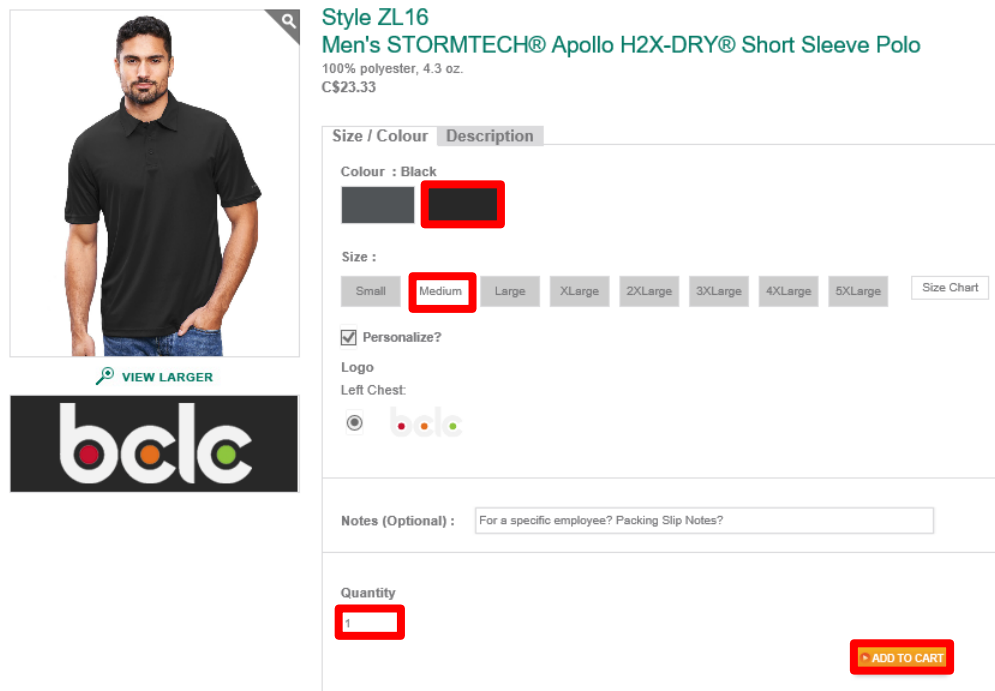 Style ZL16
Men's STORMTECH® Apollo H2X-DRY® Short Sleeve Polo
100% polyester, 4.3 oz.
C$23.33
Size / Colour Description
Colour : Black
Size :
Small Medium Large XLarge 2XLarge 3XLarge 4XLarge 5XLarge Size Chart
Personalize?
Logo
Left Chest:
bclc
VIEW LARGER
bclc
Notes (Optional) : For a specific employee? Packing Slip Notes?
Quantity
1
ADD TO CART